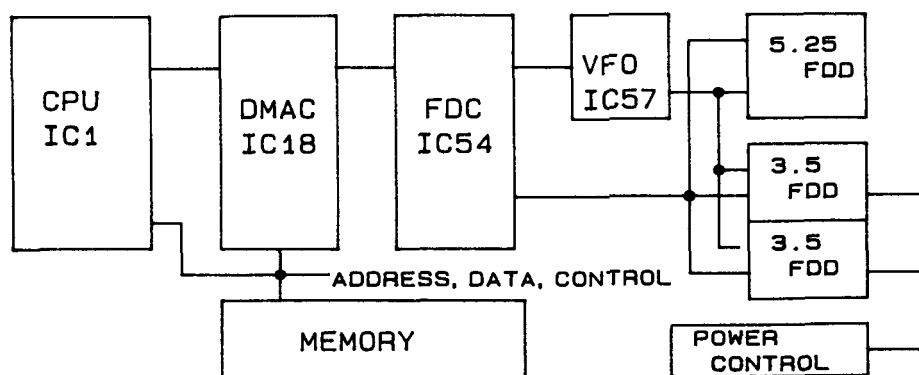 CPU
IC1
DMAC
IC18
FDC
IC54
VFO
IC57
5.25
FDD
3.5
FDD
3.5
FDD
ADDRESS, DATA, CONTROL
MEMORY
POWER
CONTROL